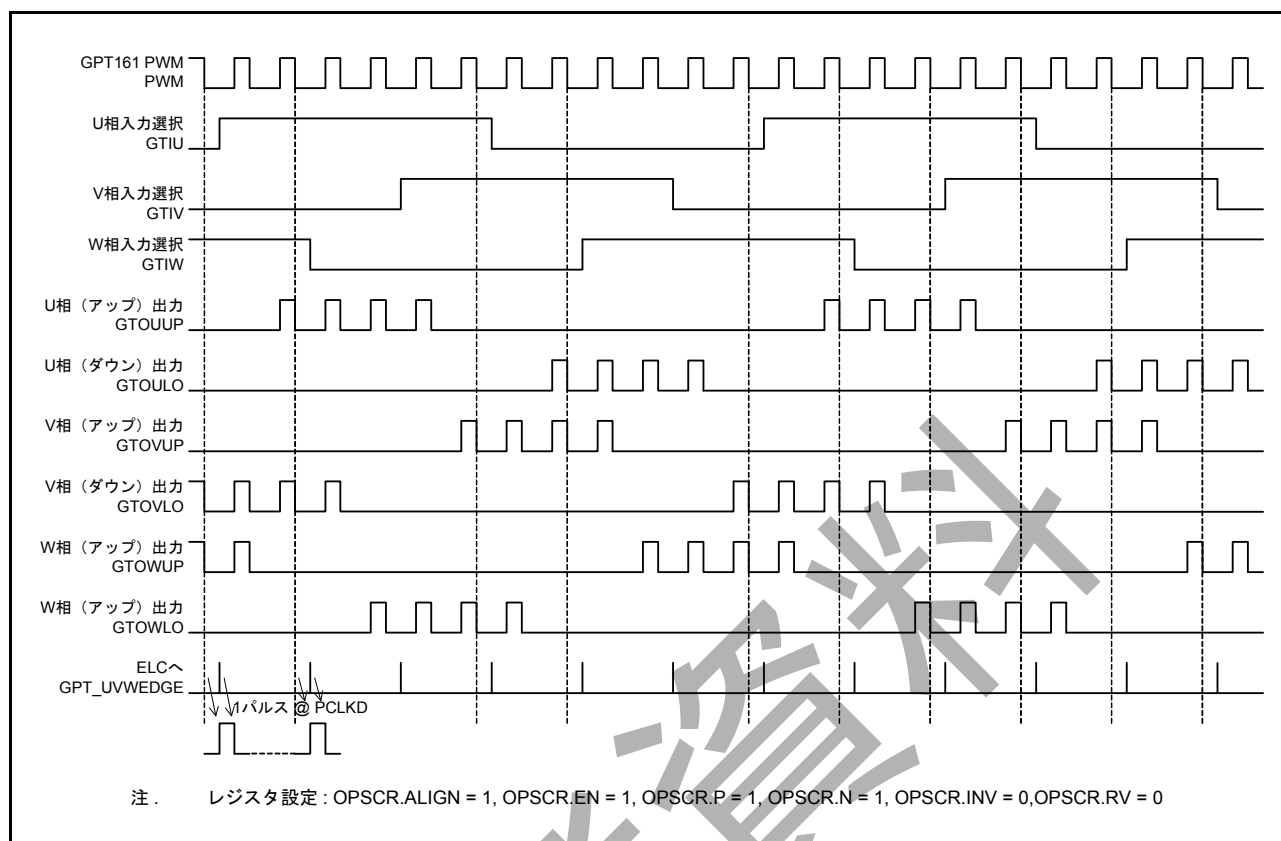 GPT161 PWM
PWM
U相入力選択
GTIU
V相入力選択
GTIV
W相入力選択
GTIW
U相（アップ）出力
GTOUUP
U相（ダウン）出力
GTOULO
V相（アップ）出力
GTOVUP
V相（ダウン）出力
GTOVLO
W相（アップ）出力
GTOWUP
W相（アップ）出力
GTOWLO
ELCへ
GPT_UVWEDGE
1パルス @ PCLKD
注 . レジスタ設定 : OPSCR.ALIGN = 1, OPSCR.EN = 1, OPSCR.P = 1, OPSCR.N = 1, OPSCR.INV = 0,OPSCR.RV = 0
資料